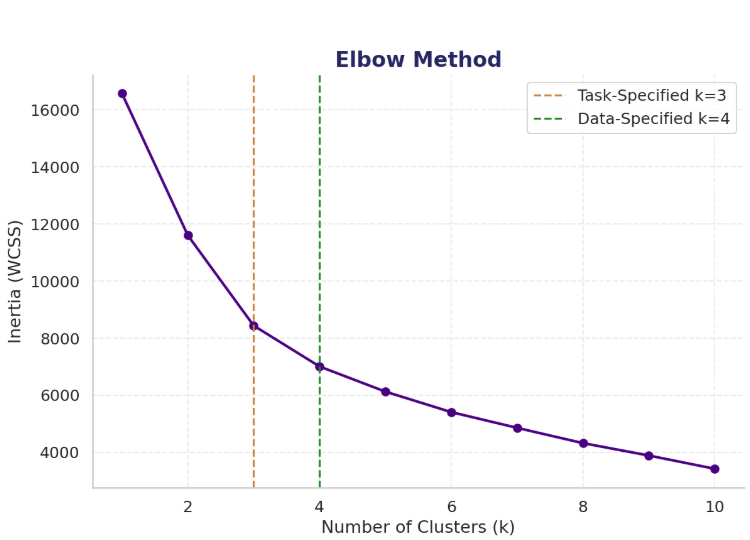 Elbow Method
Task-Specified k=3
Data-Specified k=4
16000
14000
12000
10000
8000
6000
4000
Inertia (WCSS)
2
4
6
8
10
Number of Clusters (k)